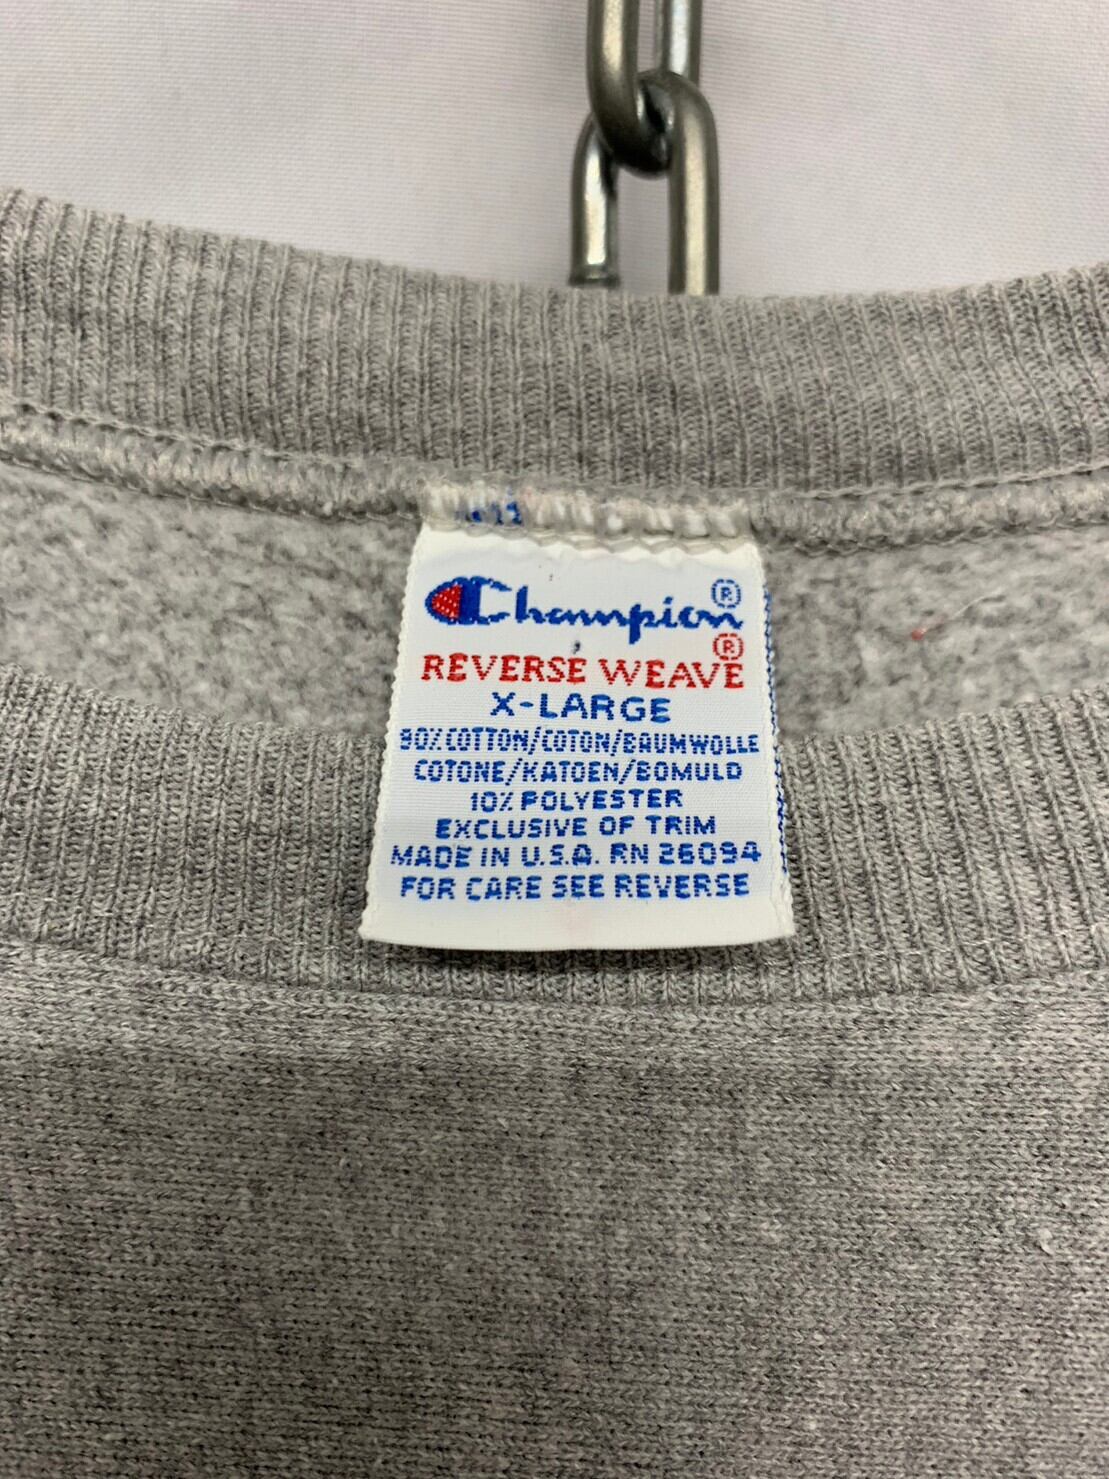 Champion®
REVERSE WEAVE®
X-LARGE
90% COTTON/COTON/BAUMWOLLE
COTONE/KATOEN/BOMULD
10% POLYESTER
EXCLUSIVE OF TRIM
MADE IN U.S.A. RN 26094
FOR CARE SEE REVERSE